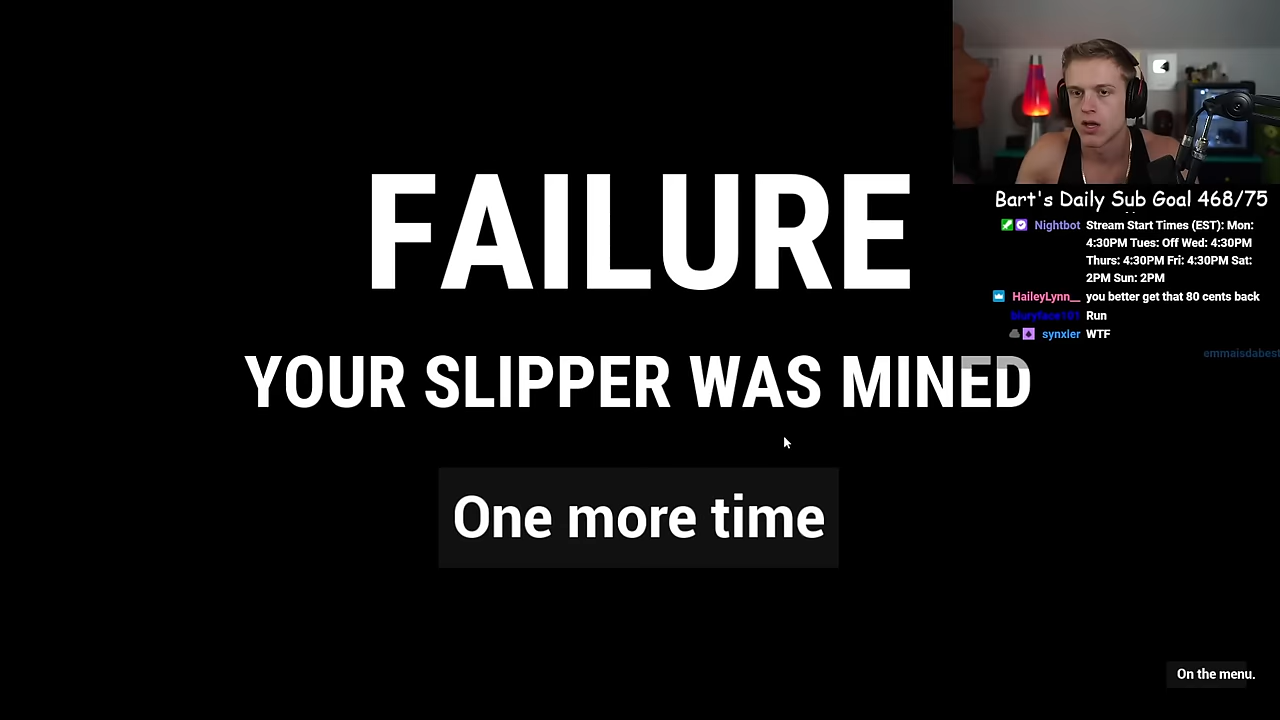 FAILURE
YOUR SLIPPER WAS MINED
One more time
On the menu.
Bart's Daily Sub Goal 468/75
Nightbot Stream Start Times (EST): Mon:
4:30PM Tues: Off Wed: 4:30PM
Thurs: 4:30PM Fri: 4:30PM Sat:
2PM Sun: 2PM
HaileyLynn__ you better get that 80 cents back
bluryface101 Run
synxler WTF
emmaisdabest